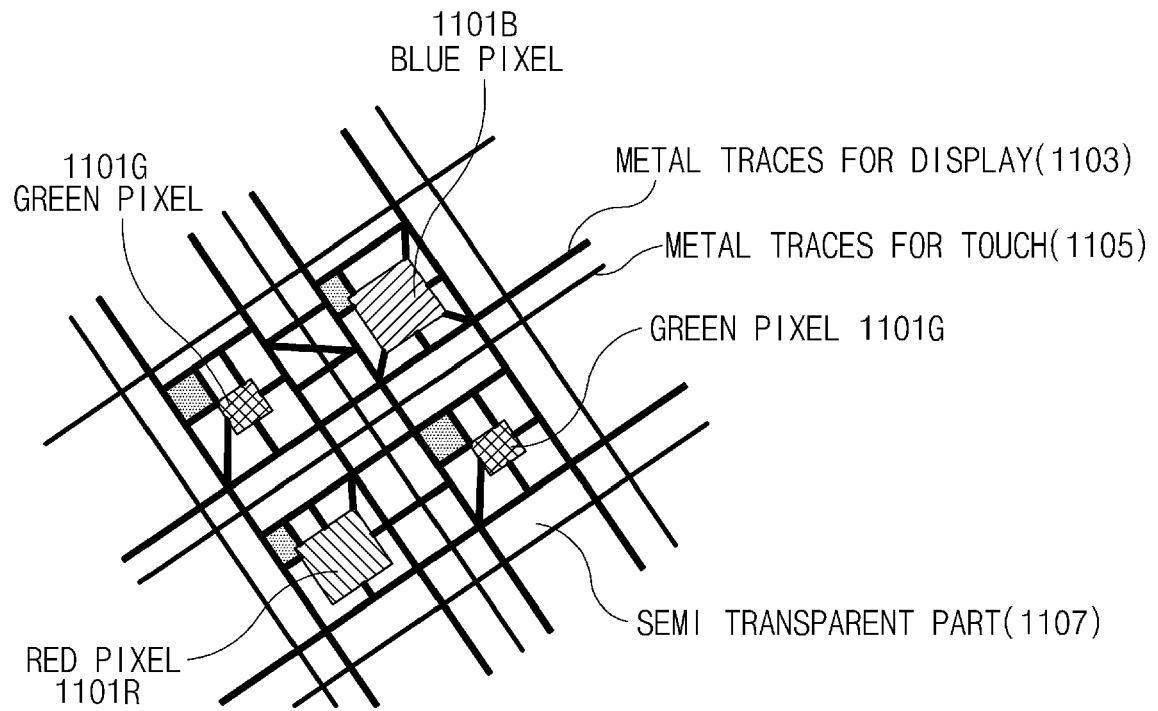 1101B
BLUE PIXEL
1101G
GREEN PIXEL
METAL TRACES FOR DISPLAY(1103)
METAL TRACES FOR TOUCH(1105)
GREEN PIXEL 1101G
SEMI TRANSPARENT PART(1107)
RED PIXEL
1101R